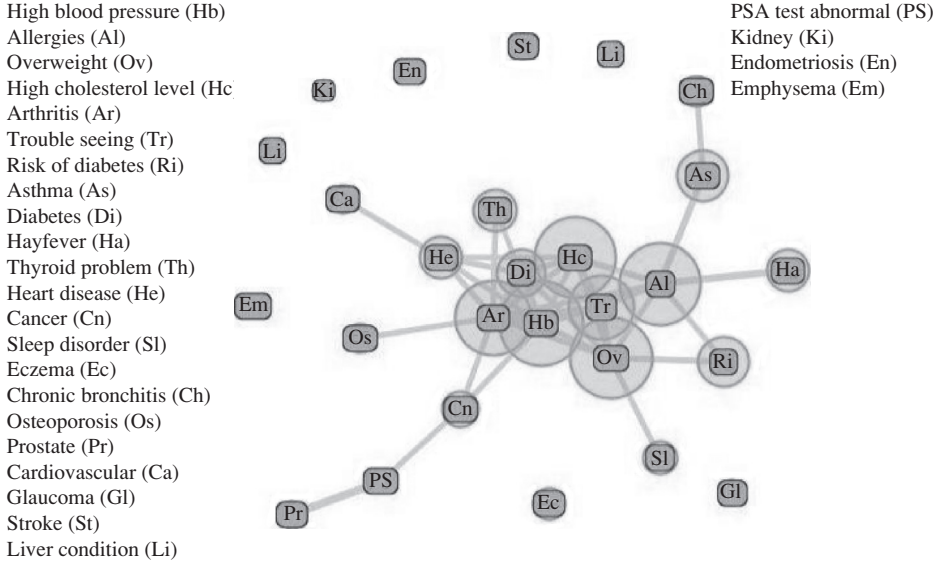 High blood pressure (Hb)
Allergies (Al)
Overweight (Ov)
High cholesterol level (Hc
Arthritis (Ar)
Trouble seeing (Tr)
Risk of diabetes (Ri)
Asthma (As)
Diabetes (Di)
Hayfever (Ha)
Thyroid problem (Th)
Heart disease (He)
Cancer (Cn)
Sleep disorder (Sl)
Eczema (Ec)
Chronic bronchitis (Ch)
Osteoporosis (Os)
Prostate (Pr)
Cardiovascular (Ca)
Glaucoma (Gl)
Stroke (St)
Liver condition (Li)
PSA test abnormal (PS)
Kidney (Ki)
Endometriosis (En)
Emphysema (Em)
St
Li
En
Ki
Ch
Li
As
Ca
Th
He
Di
Hc
Al
Ha
Em
Os
Ar
Hb
Tr
Ov
Ri
Cn
Sl
PS
Pr
Ec
Gl